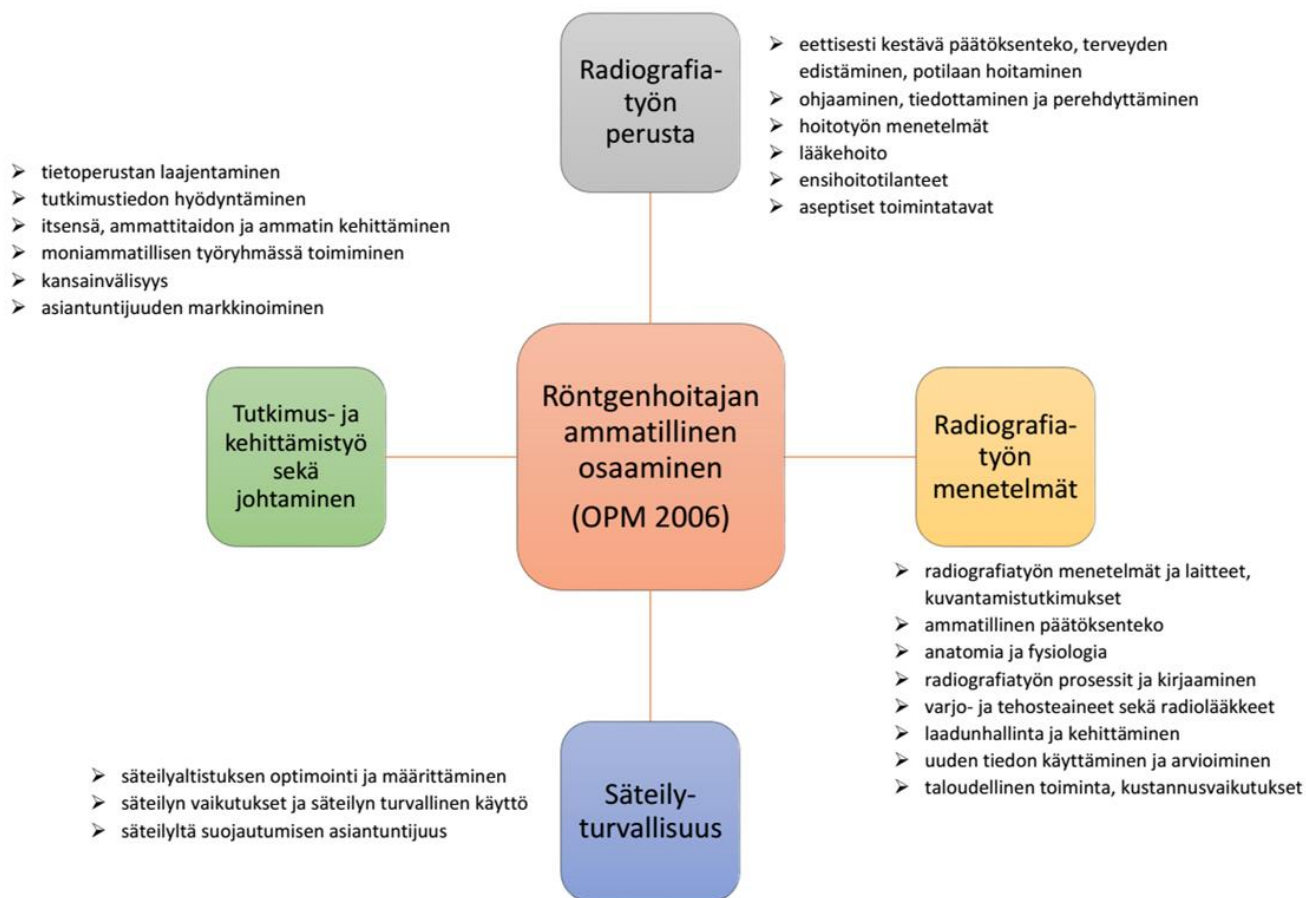 Radiografia-
työn
perusta
➢ eettisesti kestävä päätöksenteko, terveyden
edistäminen, potilaan hoitaminen
➢ ohjaaminen, tiedottaminen ja perehdyttäminen
➢ hoitotyön menetelmät
➢ lääkehoito
➢ ensihoitotilanteet
➢ aseptiset toimintatavat
➢ tietoperustan laajentaminen
➢ tutkimustiedon hyödyntäminen
➢ itsensä, ammattitaidon ja ammatin kehittäminen
➢ moniammatillisen työryhmässä toimiminen
➢ kansainvälisyys
➢ asiantuntijuuden markkinoiminen
Tutkimus- ja
kehittämistyö
sekä
johtaminen
Röntgenhoitajan
ammatillinen
osaaminen
(OPM 2006)
Radiografia-
työn
menetelmät
➢ radiografiatyön menetelmät ja laitteet,
kuvantamistutkimukset
➢ ammatillinen päätöksenteko
➢ anatomia ja fysiologia
➢ radiografiatyön prosessit ja kirjaaminen
➢ varjo- ja tehosteaineet sekä radiolääkkeet
➢ laadunhallinta ja kehittäminen
➢ uuden tiedon käyttäminen ja arvioiminen
➢ taloudellinen toiminta, kustannusvaikutukset
➢ säteilyaltistuksen optimointi ja määrittäminen
➢ säteilyn vaikutukset ja säteilyn turvallinen käyttö
➢ säteilyltä suojautumisen asiantuntijuus
Säteily-
turvallisuus